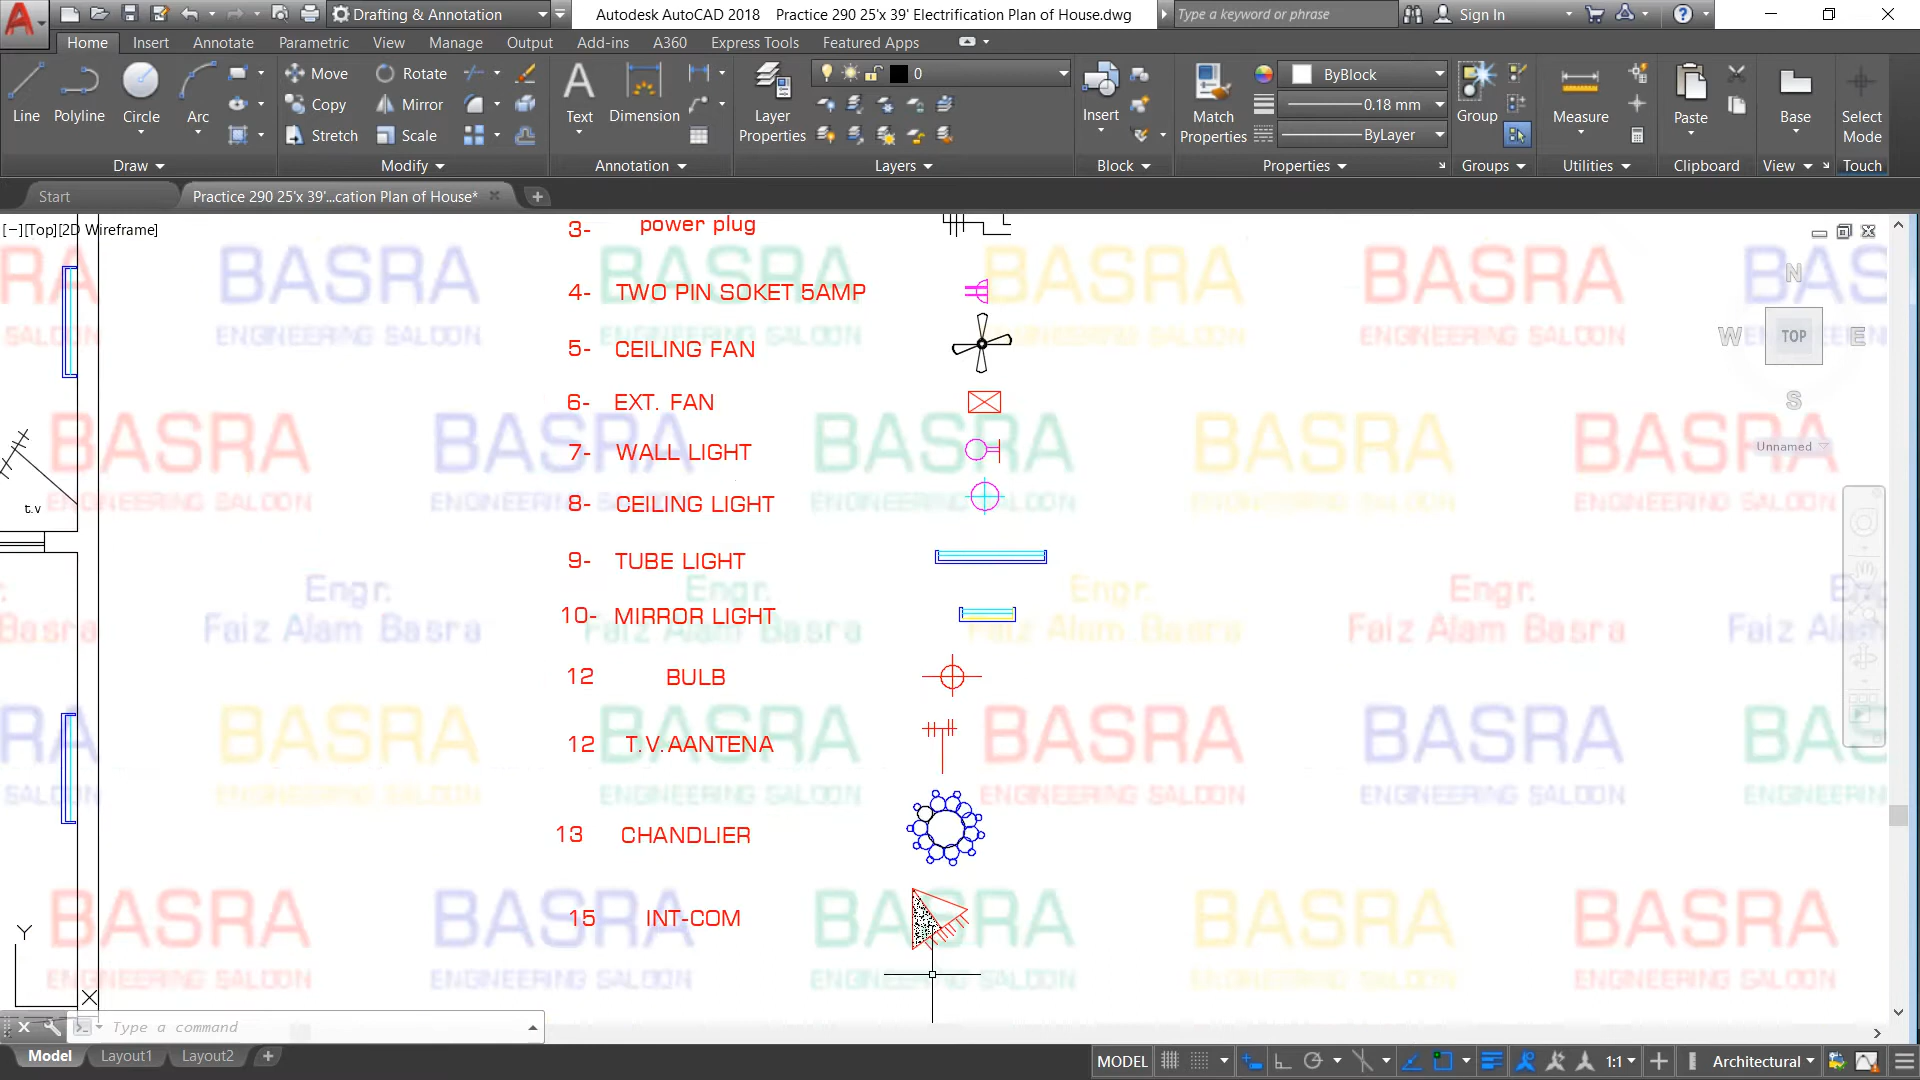 Drafting & Annotation
Autodesk AutoCAD 2018 Practice 290 25'x 39' Electrification Plan of House.dwg
Type a keyword or phrase
Sign In
Home Insert Annotate Parametric View Manage Output Add-ins A360 Express Tools Featured Apps
Line Polyline Circle Arc
Move Rotate
Copy Mirror
Stretch Scale
Text Dimension
Layer Properties
0
Insert
Match Properties
ByBlock
0.18 mm
ByLayer
Group
Measure
Paste
Base
Select Mode
Draw Modify Annotation Layers Block Properties Groups Utilities Clipboard View Touch
Start
Practice 290 25'x 39'...cation Plan of House*
[−][Top][2D Wireframe]
3- power plug
4- TWO PIN SOKET 5AMP
5- CEILING FAN
6- EXT. FAN
7- WALL LIGHT
8- CEILING LIGHT
9- TUBE LIGHT
10- MIRROR LIGHT
12 BULB
12 T.V.AANTENA
13 CHANDLIER
15 INT-COM
t.v
BASRA
ENGINEERING SALOON
Engr.
Faiz Alam Basra
N
W TOP E
S
Unnamed
Y
X
Type a command
Model Layout1 Layout2
MODEL
1:1
Architectural